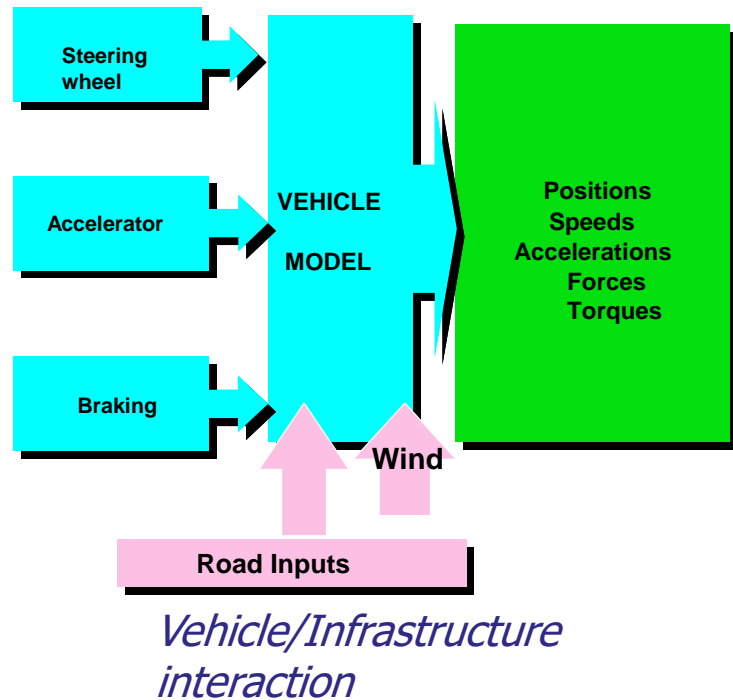 Steering
wheel
Accelerator
Braking
VEHICLE
MODEL
Positions
Speeds
Accelerations
Forces
Torques
Wind
Road Inputs
Vehicle/Infrastructure
interaction